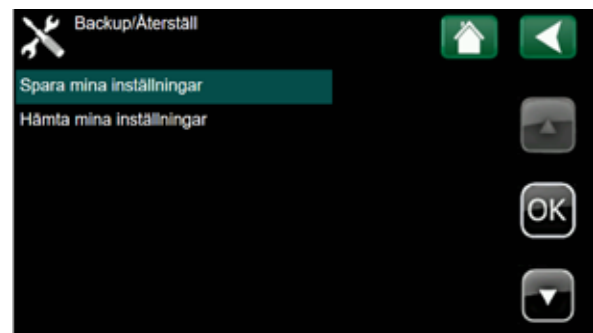 Backup/Återställ
Spara mina inställningar
Hämta mina inställningar
OK